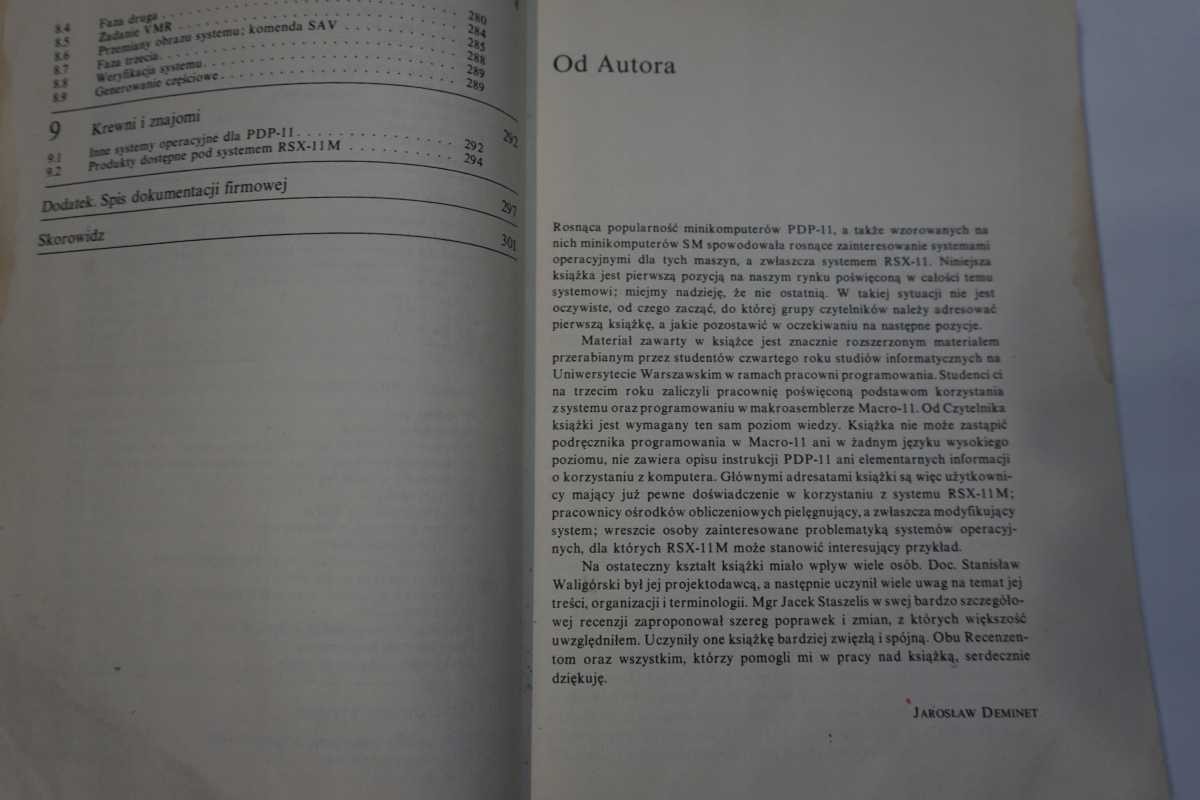 8.4 Faza druga 280
8.5 Zadanie VMR 284
8.6 Przemiany obrazu systemu; komenda SAV 285
8.7 Faza trzecia 288
8.8 Weryfikacja systemu 289
8.9 Generowanie częściowe 289
9 Krewni i znajomi 292
9.1 Inne systemy operacyjne dla PDP-11 292
9.2 Produkty dostępne pod systemem RSX-11M 294
Dodatek. Spis dokumentacji firmowej 297
Skorowidz 301
Od Autora
Rosnąca popularność minikomputerów PDP-11, a także wzorowanych na
nich minikomputerów SM spowodowała rosnące zainteresowanie systemami
operacyjnymi dla tych maszyn, a zwłaszcza systemem RSX-11. Niniejsza
książka jest pierwszą pozycją na naszym rynku poświęconą w całości temu
systemowi; miejmy nadzieję, że nie ostatnią. W takiej sytuacji nie jest
oczywiste, od czego zacząć, do której grupy czytelników należy adresować
pierwszą książkę, a jakie pozostawić w oczekiwaniu na następne pozycje.
Materiał zawarty w książce jest znacznie rozszerzonym materiałem
przerabianym przez studentów czwartego roku studiów informatycznych na
Uniwersytecie Warszawskim w ramach pracowni programowania. Studenci ci
na trzecim roku zaliczyli pracownię poświęconą podstawom korzystania
z systemu oraz programowaniu w makroasemblerze Macro-11. Od Czytelnika
książki jest wymagany ten sam poziom wiedzy. Książka nie może zastąpić
podręcznika programowania w Macro-11 ani w żadnym języku wysokiego
poziomu, nie zawiera opisu instrukcji PDP-11 ani elementarnych informacji
o korzystaniu z komputera. Głównymi adresatami książki są więc użytkowni-
cy mający już pewne doświadczenie w korzystaniu z systemu RSX-11M;
pracownicy ośrodków obliczeniowych pielęgnujący, a zwłaszcza modyfikujący
system; wreszcie osoby zainteresowane problematyką systemów operacyj-
nych, dla których RSX-11M może stanowić interesujący przykład.
Na ostateczny kształt książki miało wpływ wiele osób. Doc. Stanisław
Waligórski był jej projektodawcą, a następnie uczynił wiele uwag na temat jej
treści, organizacji i terminologii. Mgr Jacek Staszelis w swej bardzo szczegóło-
wej recenzji zaproponował szereg poprawek i zmian, z których większość
uwzględniłem. Uczyniły one książkę bardziej zwięzłą i spójną. Obu Recenzen-
tom oraz wszystkim, którzy pomogli mi w pracy nad książką, serdecznie
dziękuję.
JAROSŁAW DEMINET